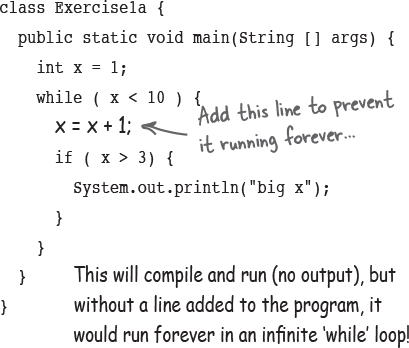 class Exercise1a {
public static void main(String [] args) {
int x = 1;
while ( x < 10 ) {
x = x + 1;
Add this line to prevent
it running forever...
if ( x > 3) {
System.out.println("big x");
}
}
}
}
This will compile and run (no output), but
without a line added to the program, it
would run forever in an infinite ‘while’ loop!